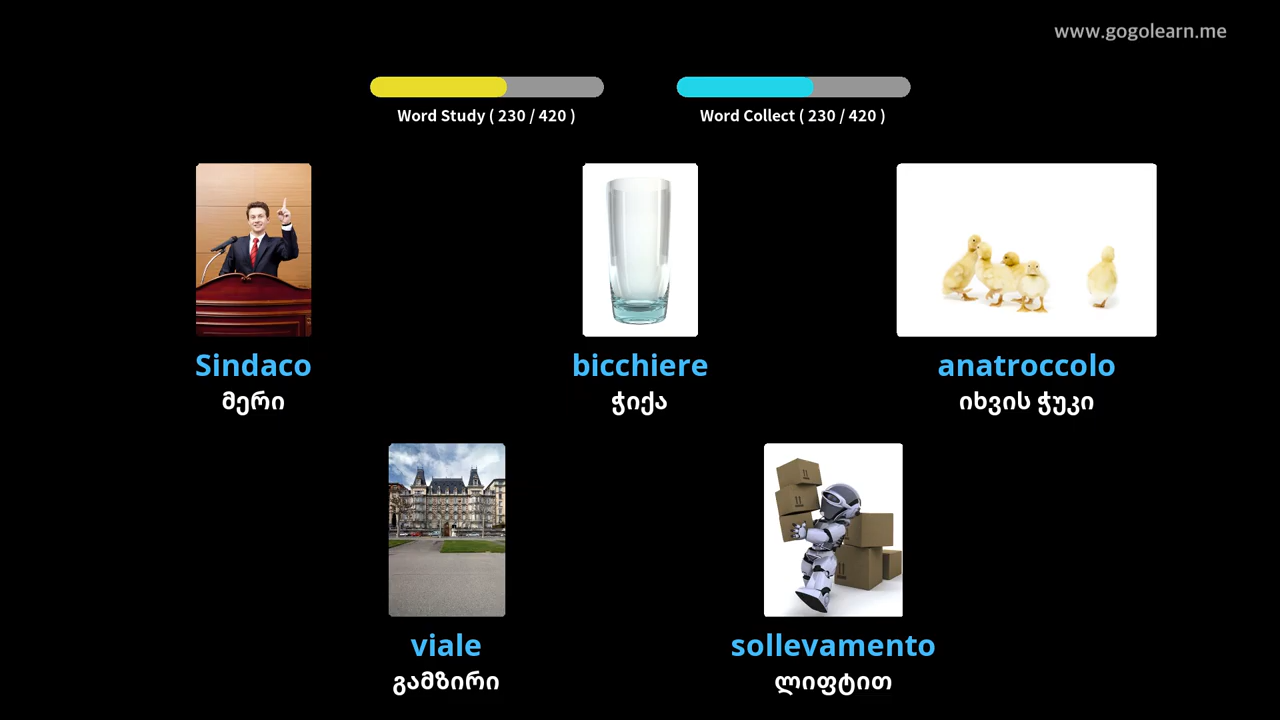 www.gogolearn.me
Word Study ( 230 / 420 )
Word Collect ( 230 / 420 )
Sindaco
მერი
bicchiere
ჭიქა
anatroccolo
იხვის ჭუკი
viale
გამზირი
sollevamento
ლიფტით